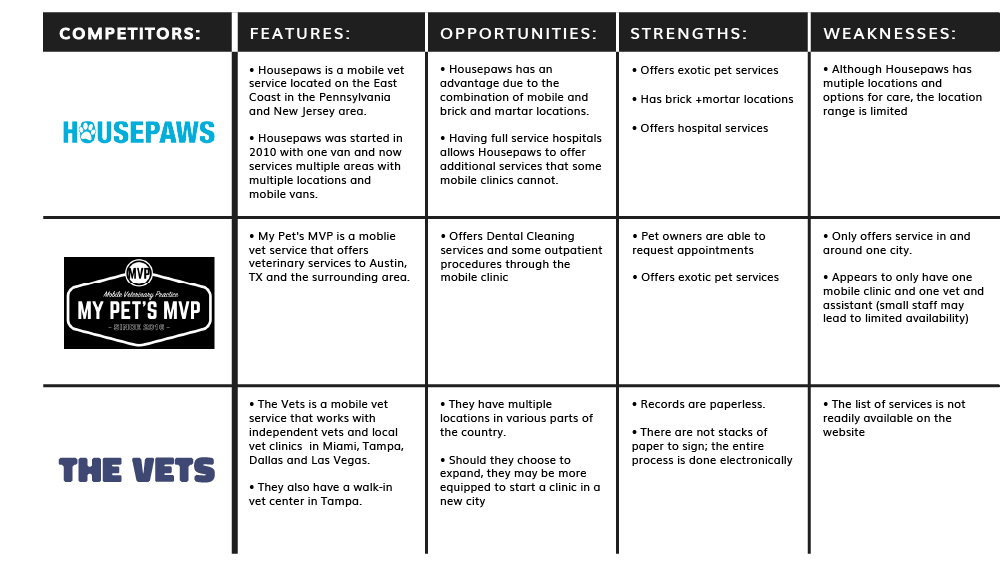 COMPETITORS:
FEATURES:
OPPORTUNITIES:
STRENGTHS:
WEAKNESSES:
HOUSEPAWS
• Housepaws is a mobile vet
service located on the East
Coast in the Pennsylvania
and New Jersey area.
• Housepaws was started in
2010 with one van and now
services multiple areas with
multiple locations and
mobile vans.
• Housepaws has an
advantage due to the
combination of mobile and
brick and martar locations.
• Having full service hospitals
allows Housepaws to offer
additional services that some
mobile clinics cannot.
• Offers exotic pet services
• Has brick +mortar locations
• Offers hospital services
• Although Housepaws has
mutiple locations and
options for care, the location
range is limited
MVP
Mobile Veterinary Practice
MY PET'S MVP
- SINCE 2016 -
• My Pet's MVP is a moblie
vet service that offers
veterinary services to Austin,
TX and the surrounding area.
• Offers Dental Cleaning
services and some outpatient
procedures through the
mobile clinic
• Pet owners are able to
request appointments
• Offers exotic pet services
• Only offers service in and
around one city.
• Appears to only have one
mobile clinic and one vet and
assistant (small staff may
lead to limited availability)
THE VETS
• The Vets is a mobile vet
service that works with
independent vets and local
vet clinics  in Miami, Tampa,
Dallas and Las Vegas.
• They also have a walk-in
vet center in Tampa.
• They have multiple
locations in various parts of
the country.
• Should they choose to
expand, they may be more
equipped to start a clinic in a
new city
• Records are paperless.
• There are not stacks of
paper to sign; the entire
process is done electronically
• The list of services is not
readily available on the
website